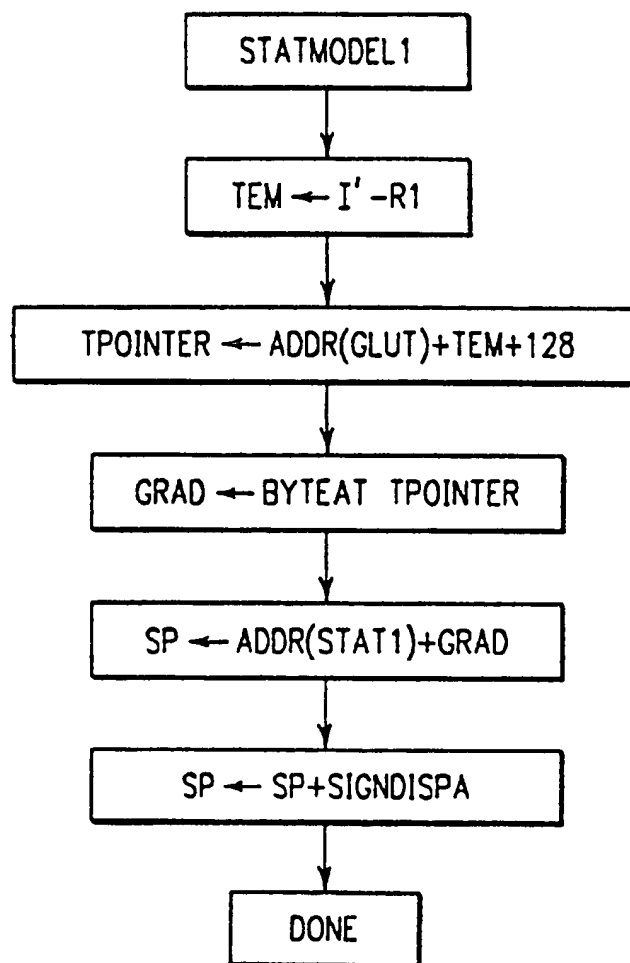 STATMODEL1
TEM ← I' -R1
TPOINTER ← ADDR(GLUT)+TEM+128
GRAD ← BYTEAT TPOINTER
SP ← ADDR(STAT1)+GRAD
SP ← SP+SIGNDISPA
DONE